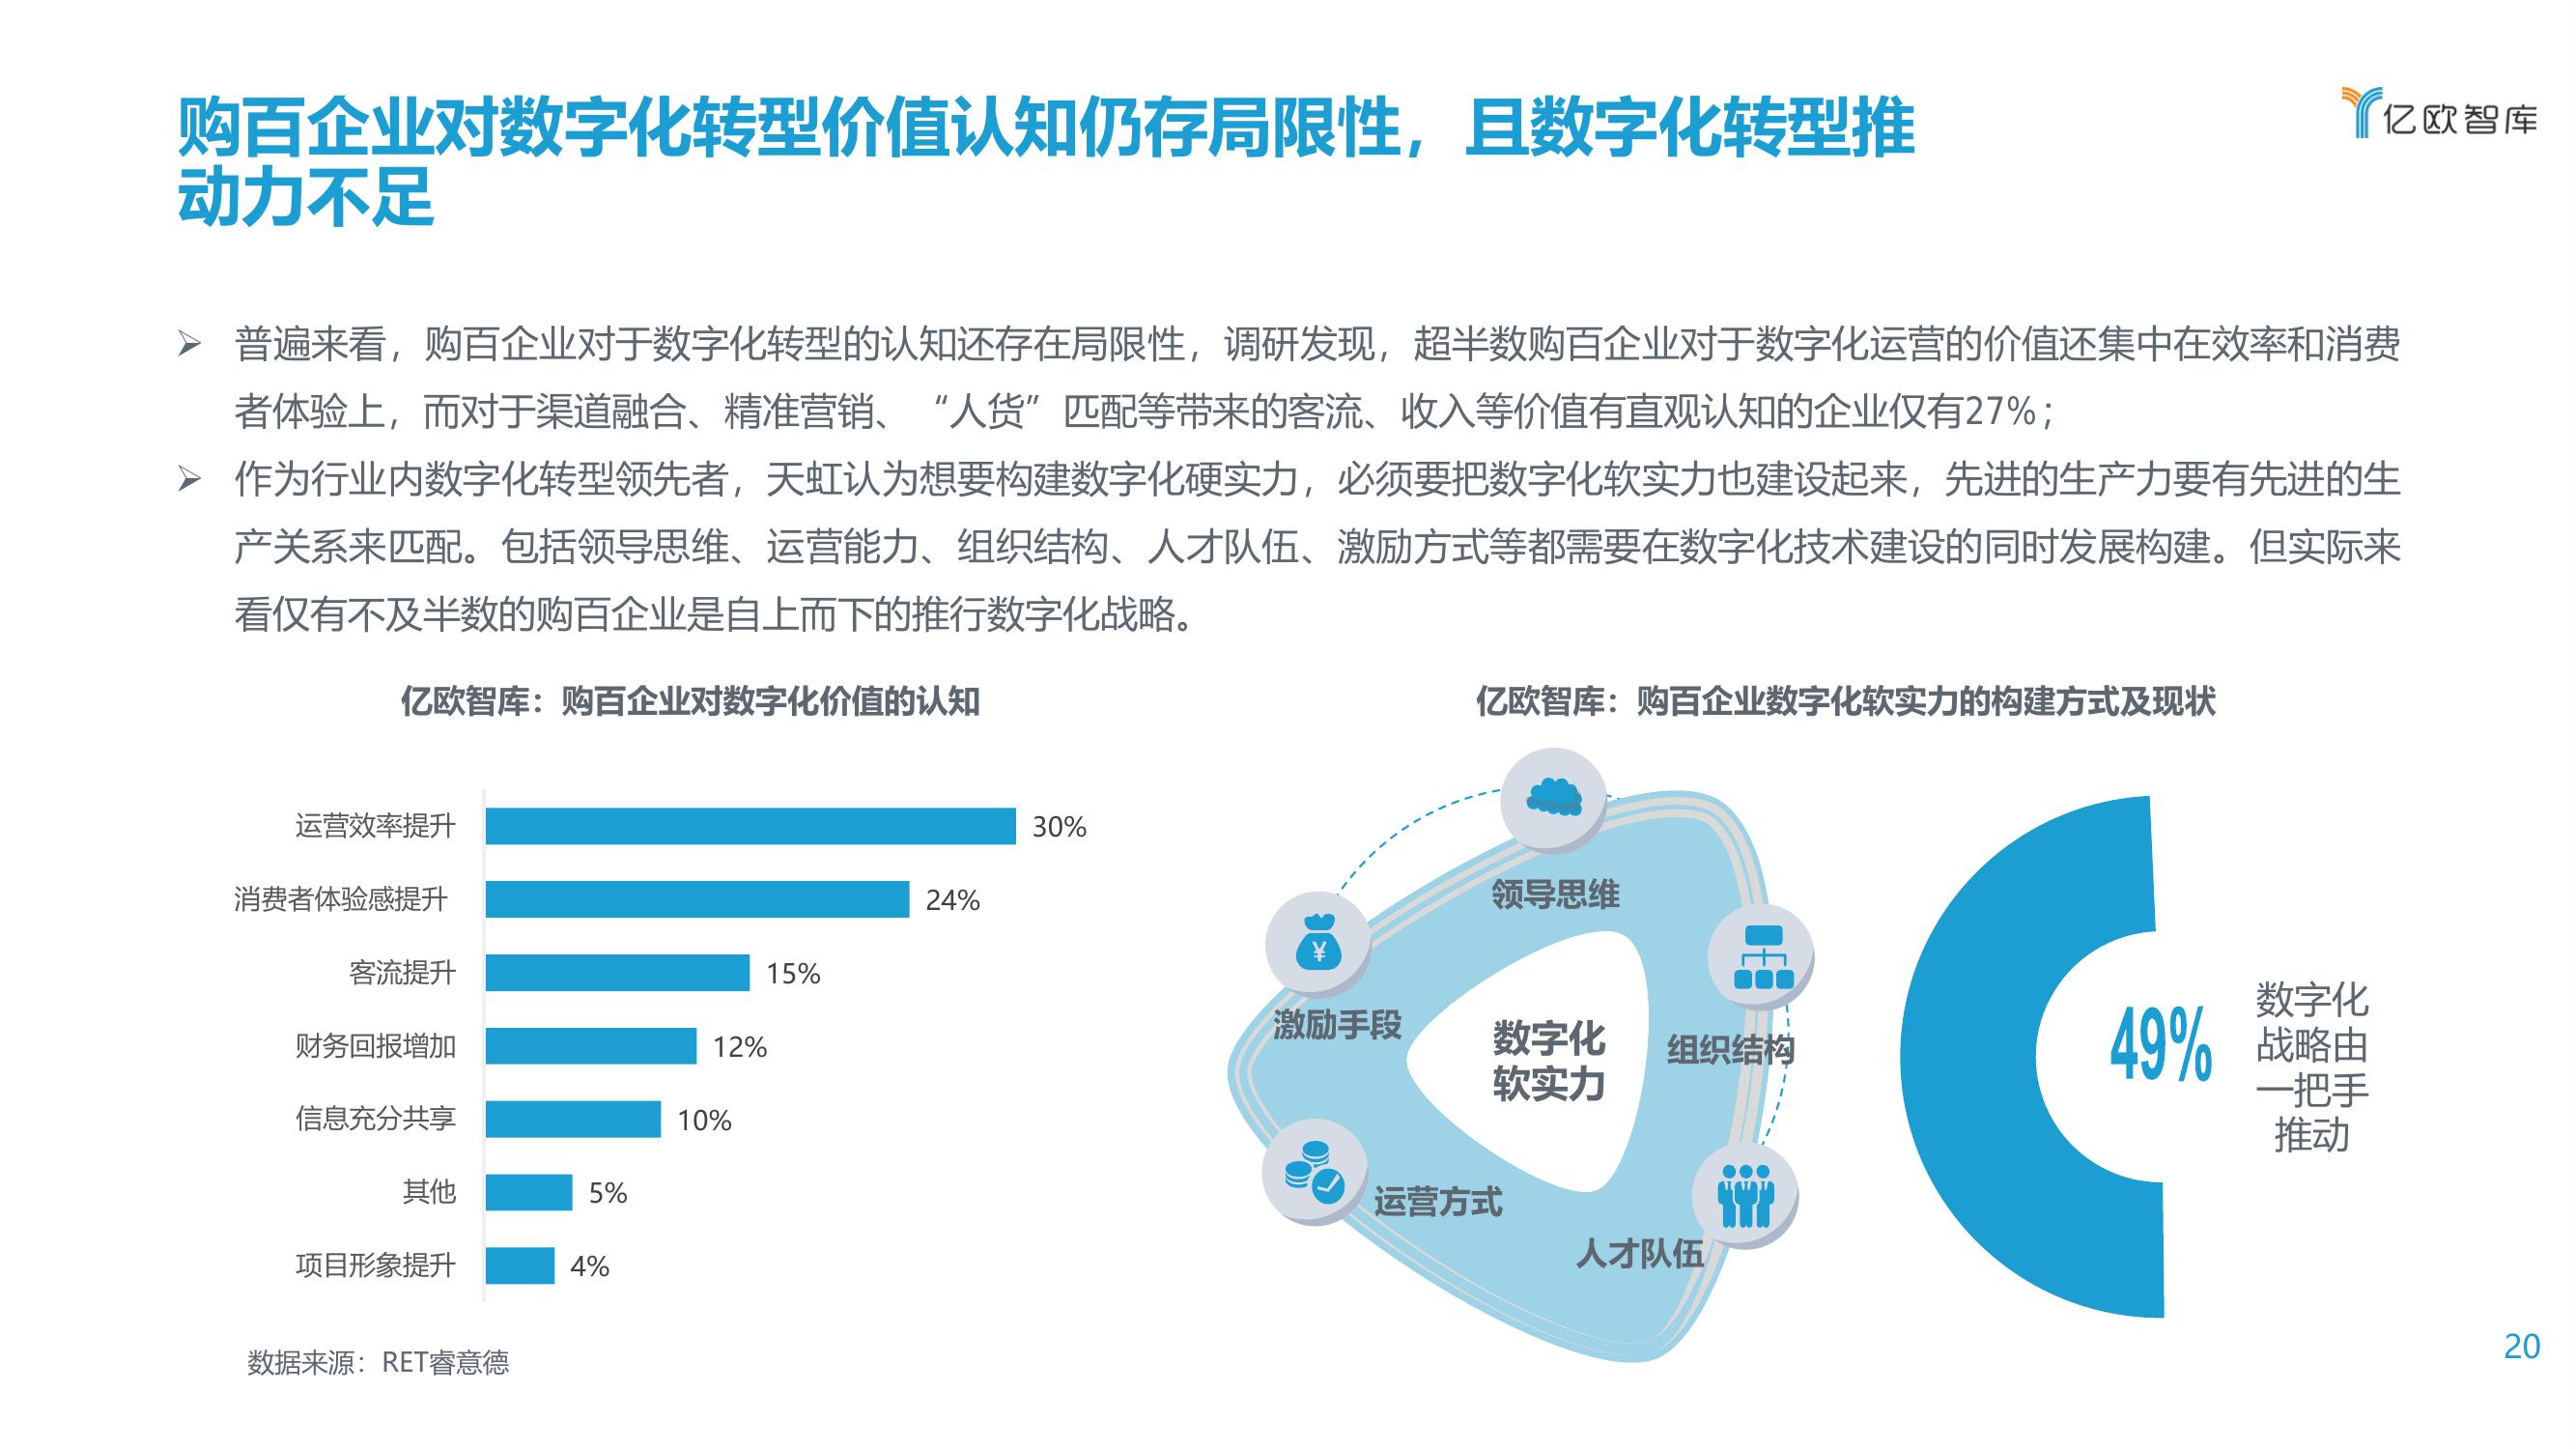 购百企业对数字化转型价值认知仍存局限性，且数字化转型推
动力不足
亿欧智库
➢ 普遍来看，购百企业对于数字化转型的认知还存在局限性，调研发现，超半数购百企业对于数字化运营的价值还集中在效率和消费
者体验上，而对于渠道融合、精准营销、“人货”匹配等带来的客流、收入等价值有直观认知的企业仅有27%；
➢ 作为行业内数字化转型领先者，天虹认为想要构建数字化硬实力，必须要把数字化软实力也建设起来，先进的生产力要有先进的生
产关系来匹配。包括领导思维、运营能力、组织结构、人才队伍、激励方式等都需要在数字化技术建设的同时发展构建。但实际来
看仅有不及半数的购百企业是自上而下的推行数字化战略。
亿欧智库：购百企业对数字化价值的认知
运营效率提升 30%
消费者体验感提升 24%
客流提升 15%
财务回报增加 12%
信息充分共享 10%
其他 5%
项目形象提升 4%
数据来源：RET睿意德
亿欧智库：购百企业数字化软实力的构建方式及现状
领导思维
¥
激励手段
组织结构
数字化
软实力
运营方式
人才队伍
49%
数字化
战略由
一把手
推动
20